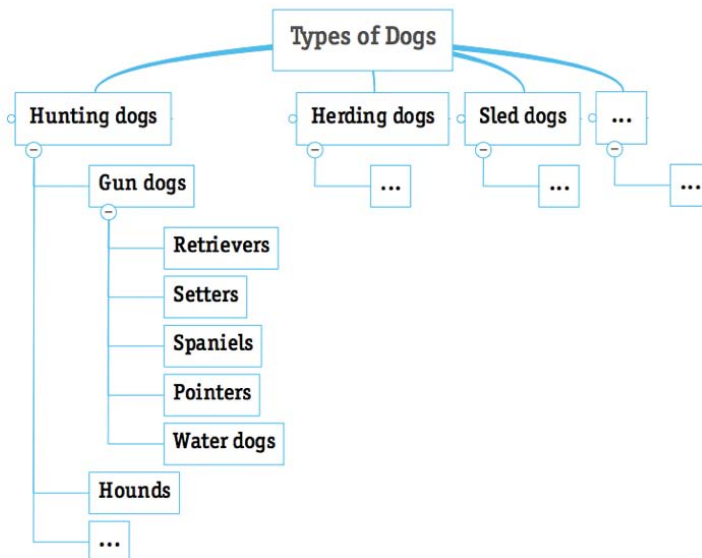 Types of Dogs
Hunting dogs
Herding dogs
Sled dogs
...
Gun dogs
...
...
...
Retrievers
Setters
Spaniels
Pointers
Water dogs
Hounds
...